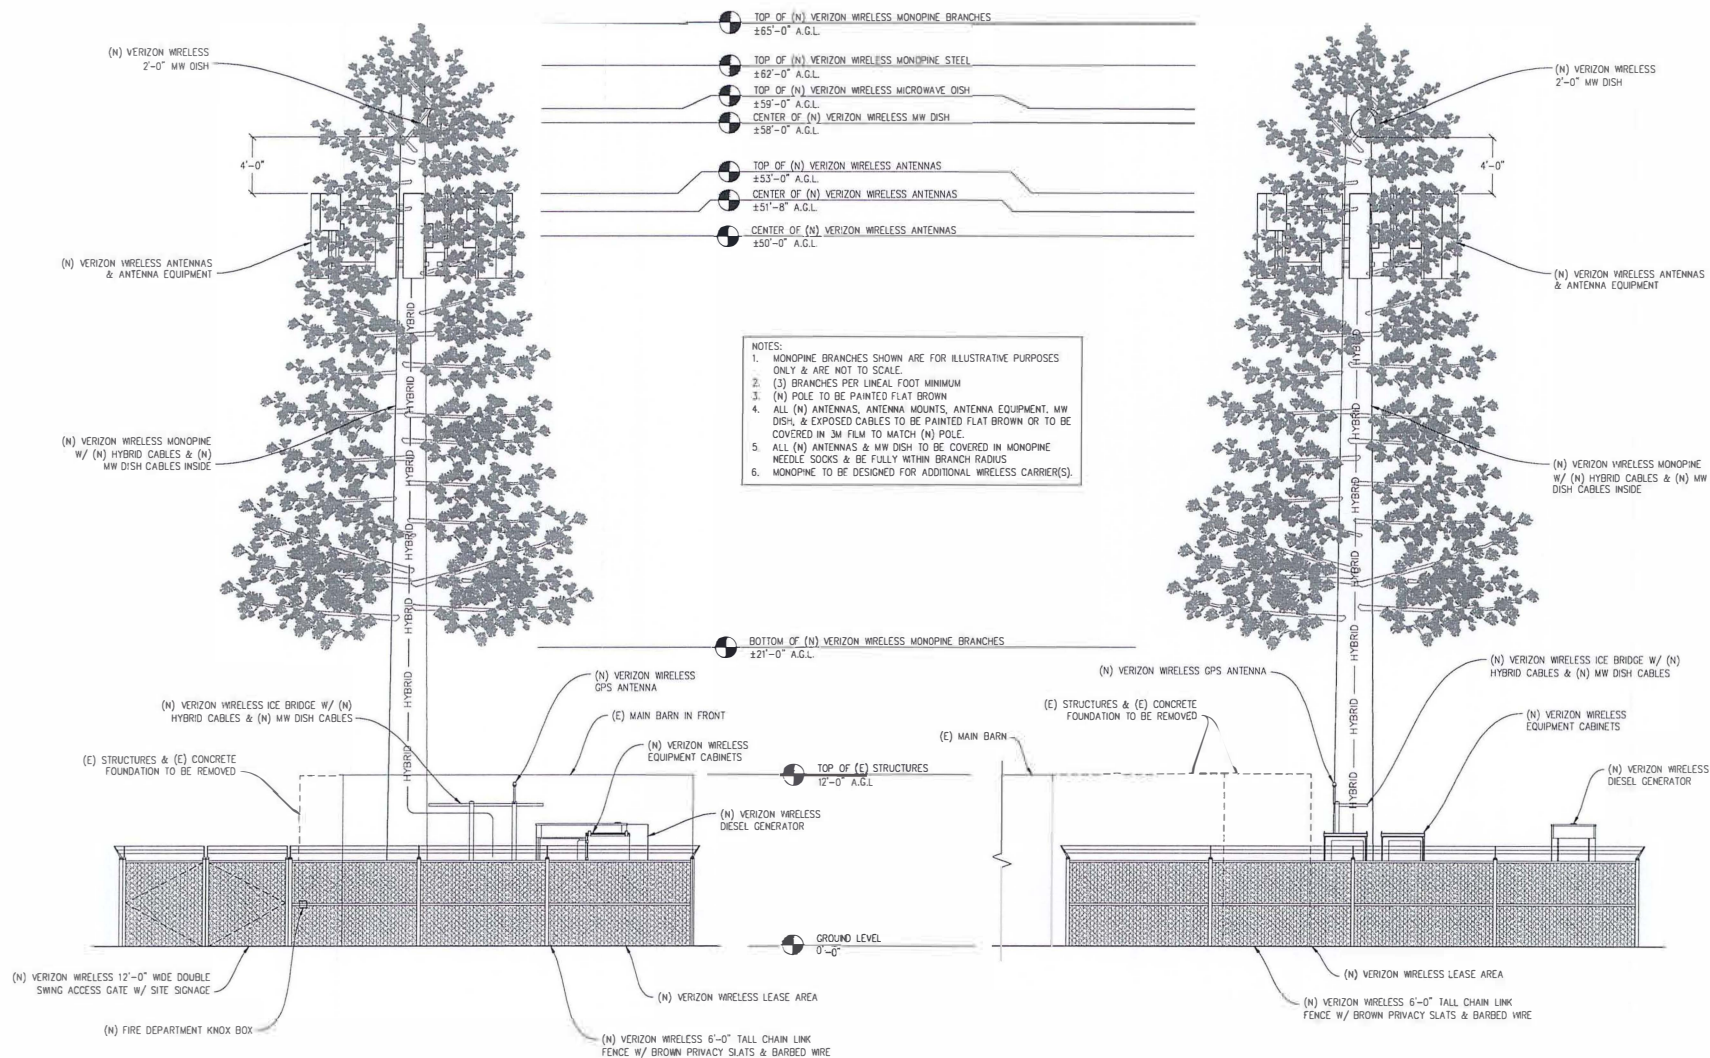 TOP OF (N) VERIZON WIRELESS MONOPINE BRANCHES
±65'-0" A.G.L.
TOP OF (N) VERIZON WIRELESS MONOPINE STEEL
±62'-0" A.G.L.
TOP OF (N) VERIZON WIRELESS MICROWAVE DISH
±59'-0" A.G.L.
CENTER OF (N) VERIZON WIRELESS MW DISH
±58'-0" A.G.L.
TOP OF (N) VERIZON WIRELESS ANTENNAS
±53'-0" A.G.L.
CENTER OF (N) VERIZON WIRELESS ANTENNAS
±51'-8" A.G.L.
CENTER OF (N) VERIZON WIRELESS ANTENNAS
±50'-0" A.G.L.
(N) VERIZON WIRELESS
2'-0" MW DISH
4'-0"
(N) VERIZON WIRELESS ANTENNAS
& ANTENNA EQUIPMENT
(N) VERIZON WIRELESS MONOPINE
W/ (N) HYBRID CABLES & (N)
MW DISH CABLES INSIDE
HYBRID
HYBRID
HYBRID
HYBRID
HYBRID
HYBRID
HYBRID
HYBRID
NOTES:
1. MONOPINE BRANCHES SHOWN ARE FOR ILLUSTRATIVE PURPOSES
ONLY & ARE NOT TO SCALE.
2. (3) BRANCHES PER LINEAL FOOT MINIMUM
3. (N) POLE TO BE PAINTED FLAT BROWN
4. ALL (N) ANTENNAS, ANTENNA MOUNTS, ANTENNA EQUIPMENT, MW
DISH, & EXPOSED CABLES TO BE PAINTED FLAT BROWN OR TO BE
COVERED IN 3M FILM TO MATCH (N) POLE.
5. ALL (N) ANTENNAS & MW DISH TO BE COVERED IN MONOPINE
NEEDLE SOCKS & BE FULLY WITHIN BRANCH RADIUS
6. MONOPINE TO BE DESIGNED FOR ADDITIONAL WIRELESS CARRIER(S).
(N) VERIZON WIRELESS
2'-0" MW DISH
4'-0"
(N) VERIZON WIRELESS ANTENNAS
& ANTENNA EQUIPMENT
(N) VERIZON WIRELESS MONOPINE
W/ (N) HYBRID CABLES & (N) MW
DISH CABLES INSIDE
HYBRID
HYBRID
HYBRID
HYBRID
HYBRID
HYBRID
HYBRID
HYBRID
BOTTOM OF (N) VERIZON WIRELESS MONOPINE BRANCHES
±21'-0" A.G.L.
(N) VERIZON WIRELESS
GPS ANTENNA
(N) VERIZON WIRELESS ICE BRIDGE W/ (N)
HYBRID CABLES & (N) MW DISH CABLES
(E) MAIN BARN IN FRONT
(N) VERIZON WIRELESS
EQUIPMENT CABINETS
(E) STRUCTURES & (E) CONCRETE
FOUNDATION TO BE REMOVED
(N) VERIZON WIRELESS
DIESEL GENERATOR
TOP OF (E) STRUCTURES
12'-0" A.G.L
GROUND LEVEL
0'-0"
(N) VERIZON WIRELESS 12'-0" WIDE DOUBLE
SWING ACCESS GATE W/ SITE SIGNAGE
(N) FIRE DEPARTMENT KNOX BOX
(N) VERIZON WIRELESS LEASE AREA
(N) VERIZON WIRELESS 6'-0" TALL CHAIN LINK
FENCE W/ BROWN PRIVACY SLATS & BARBED WIRE
(N) VERIZON WIRELESS GPS ANTENNA
(N) VERIZON WIRELESS ICE BRIDGE W/ (N)
HYBRID CABLES & (N) MW DISH CABLES
(E) STRUCTURES & (E) CONCRETE
FOUNDATION TO BE REMOVED
(N) VERIZON WIRELESS
EQUIPMENT CABINETS
(E) MAIN BARN
(N) VERIZON WIRELESS
DIESEL GENERATOR
(N) VERIZON WIRELESS LEASE AREA
(N) VERIZON WIRELESS 6'-0" TALL CHAIN LINK
FENCE W/ BROWN PRIVACY SLATS & BARBED WIRE